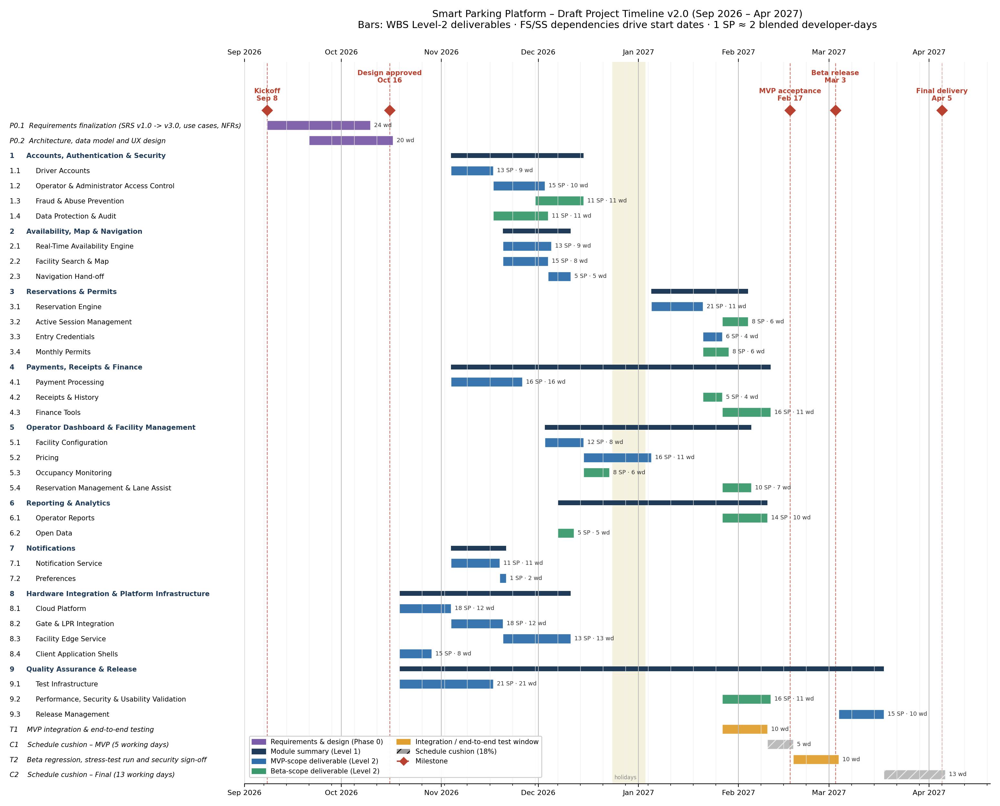 Smart Parking Platform – Draft Project Timeline v2.0 (Sep 2026 – Apr 2027)
Bars: WBS Level-2 deliverables · FS/SS dependencies drive start dates · 1 SP ≈ 2 blended developer-days
Sep 2026 Oct 2026 Nov 2026 Dec 2026 Jan 2027 Feb 2027 Mar 2027 Apr 2027
Design approved
Oct 16
Beta release
Mar 3
Kickoff
Sep 8
MVP acceptance
Feb 17
Final delivery
Apr 5
P0.1 Requirements finalization (SRS v1.0 -> v3.0, use cases, NFRs) 24 wd
P0.2 Architecture, data model and UX design 20 wd
1 Accounts, Authentication & Security
1.1 Driver Accounts 13 SP · 9 wd
1.2 Operator & Administrator Access Control 15 SP · 10 wd
1.3 Fraud & Abuse Prevention 11 SP · 11 wd
1.4 Data Protection & Audit 11 SP · 11 wd
2 Availability, Map & Navigation
2.1 Real-Time Availability Engine 13 SP · 9 wd
2.2 Facility Search & Map 15 SP · 8 wd
2.3 Navigation Hand-off 5 SP · 5 wd
3 Reservations & Permits
3.1 Reservation Engine 21 SP · 11 wd
3.2 Active Session Management 8 SP · 6 wd
3.3 Entry Credentials 6 SP · 4 wd
3.4 Monthly Permits 8 SP · 6 wd
4 Payments, Receipts & Finance
4.1 Payment Processing 16 SP · 16 wd
4.2 Receipts & History 5 SP · 4 wd
4.3 Finance Tools 16 SP · 11 wd
5 Operator Dashboard & Facility Management
5.1 Facility Configuration 12 SP · 8 wd
5.2 Pricing 16 SP · 11 wd
5.3 Occupancy Monitoring 8 SP · 6 wd
5.4 Reservation Management & Lane Assist 10 SP · 7 wd
6 Reporting & Analytics
6.1 Operator Reports 14 SP · 10 wd
6.2 Open Data 5 SP · 5 wd
7 Notifications
7.1 Notification Service 11 SP · 11 wd
7.2 Preferences 1 SP · 2 wd
8 Hardware Integration & Platform Infrastructure
8.1 Cloud Platform 18 SP · 12 wd
8.2 Gate & LPR Integration 18 SP · 12 wd
8.3 Facility Edge Service 13 SP · 13 wd
8.4 Client Application Shells 15 SP · 8 wd
9 Quality Assurance & Release
9.1 Test Infrastructure 21 SP · 21 wd
9.2 Performance, Security & Usability Validation 16 SP · 11 wd
9.3 Release Management 15 SP · 10 wd
T1 MVP integration & end-to-end testing 10 wd
C1 Schedule cushion – MVP (5 working days) 5 wd
T2 Beta regression, stress-test run and security sign-off 10 wd
C2 Schedule cushion – Final (13 working days) 13 wd
Requirements & design (Phase 0)
Module summary (Level 1)
MVP-scope deliverable (Level 2)
Beta-scope deliverable (Level 2)
Integration / end-to-end test window
Schedule cushion (18%)
Milestone
holidays
Sep 2026 Oct 2026 Nov 2026 Dec 2026 Jan 2027 Feb 2027 Mar 2027 Apr 2027